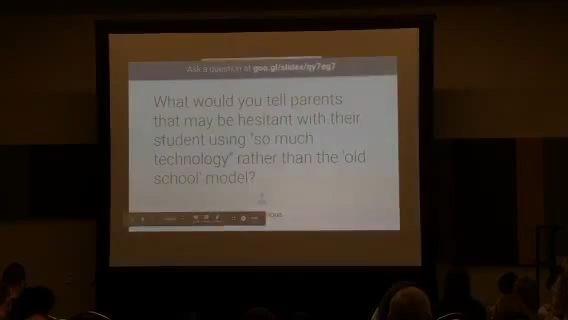 Ask a question at goo.gl/slides/qy7eg7
What would you tell parents
that may be hesitant with their
student using "so much
technology" rather than the 'old
school' model?